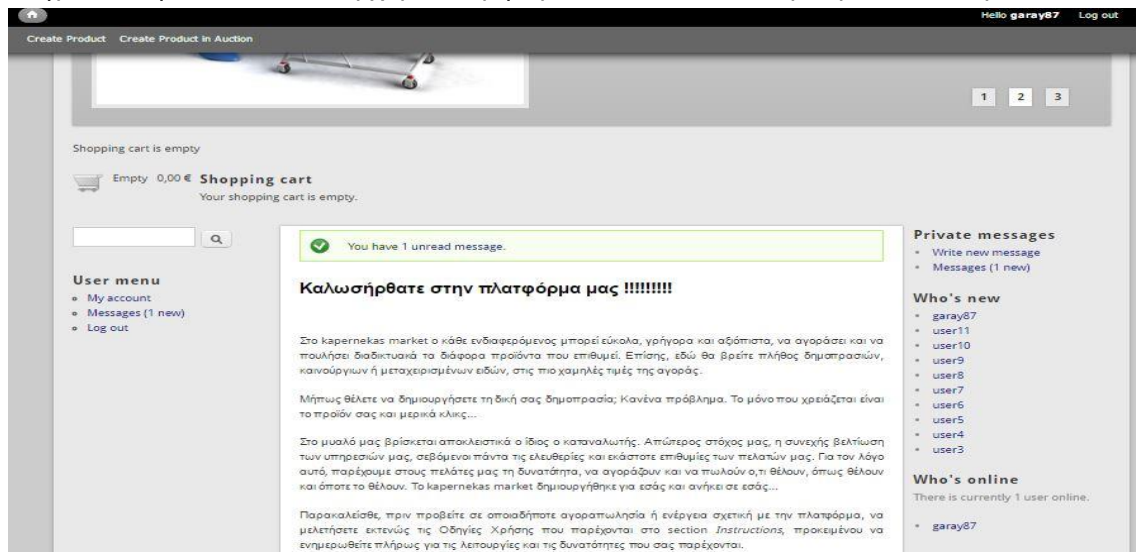 Hello garay87 Log out
Create Product Create Product in Auction
1 2 3
Shopping cart is empty
Empty 0,00 € Shopping cart
Your shopping cart is empty.
User menu
My account
Messages (1 new)
Log out
You have 1 unread message.
Καλωσήρθατε στην πλατφόρμα μας !!!!!!!!!
Στο kapernekas market ο κάθε ενδιαφερόμενος μπορεί εύκολα, γρήγορα και αξιόπιστα, να αγοράσει και να
πουλήσει διαδικτυακά τα διάφορα προϊόντα που επιθυμεί. Επίσης, εδώ θα βρείτε πλήθος δημοπρασιών,
καινούργιων ή μεταχειρισμένων ειδών, στις πιο χαμηλές τιμές της αγοράς.
Μήπως θέλετε να δημιουργήσετε τη δική σας δημοπρασία; Κανένα πρόβλημα. Το μόνο που χρειάζεται είναι
το προϊόν σας και μερικά κλικς...
Στο μυαλό μας βρίσκεται αποκλειστικά ο ίδιος ο καταναλωτής. Απώτερος στόχος μας, η συνεχής βελτίωση
των υπηρεσιών μας, σεβόμενοι πάντα τις ελευθερίες και εκάστοτε επιθυμίες των πελατών μας. Για τον λόγο
αυτό, παρέχουμε στους πελάτες μας τη δυνατότητα, να αγοράζουν και να πωλούν ο,τι θέλουν, όπως θέλουν
και όποτε το θέλουν. Το kapernekas market δημιουργήθηκε για εσάς και ανήκει σε εσάς...
Παρακαλείσθε, πριν προβείτε σε οποιαδήποτε αγοραπωλησία ή ενέργεια σχετική με την πλατφόρμα, να
μελετήσετε εκτενώς τις Οδηγίες Χρήσης που παρέχονται στο section Instructions, προκειμένου να
ενημερωθείτε πλήρως για τις λειτουργίες και τις δυνατότητες που σας παρέχονται.
Private messages
Write new message
Messages (1 new)
Who's new
garay87
user11
user10
user9
user8
user7
user6
user5
user4
user3
Who's online
There is currently 1 user online.
garay87